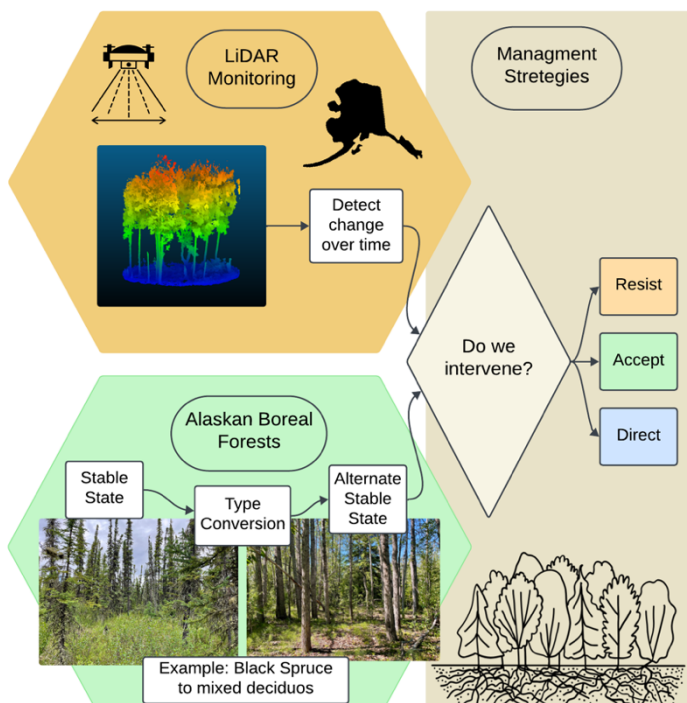 LiDAR
Monitoring
Detect
change
over time
Managment
Stretegies
Do we
intervene?
Resist
Accept
Direct
Alaskan Boreal
Forests
Stable
State
Type
Conversion
Alternate
Stable
State
Example: Black Spruce
to mixed deciduos